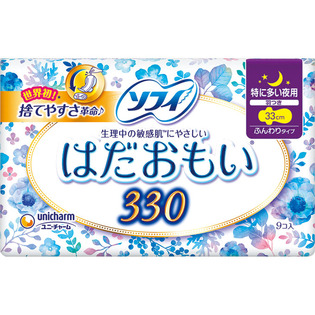 世界初!
捨てやすさ革命♪
ソフィ
特に多い夜用
羽つき
33cm
ふんわりタイプ
生理中の敏感肌※にやさしい
はだおもい
330
unicharm
ユニ・チャーム
9コ入